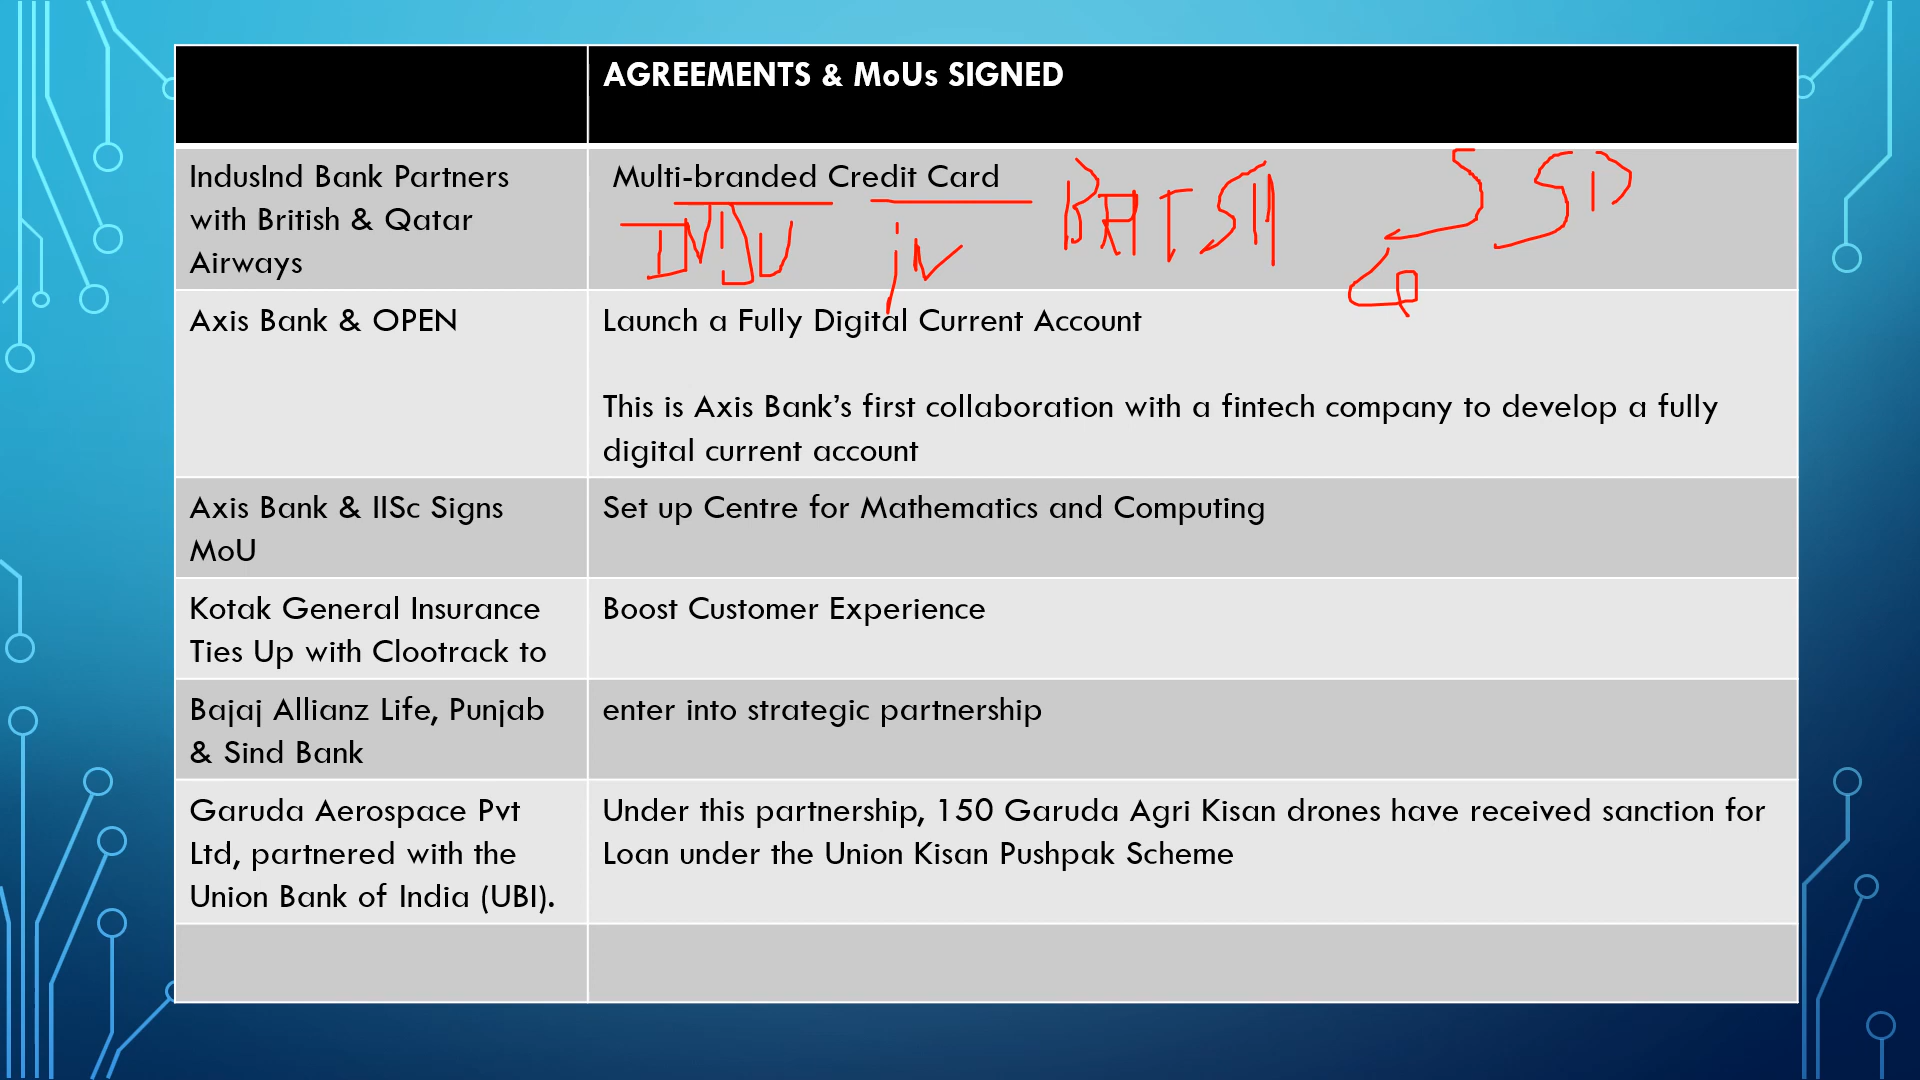 AGREEMENTS & MoUs SIGNED
IndusInd Bank Partners
with British & Qatar
Airways
Multi-branded Credit Card
Axis Bank & OPEN
Launch a Fully Digital Current Account
This is Axis Bank’s first collaboration with a fintech company to develop a fully
digital current account
Axis Bank & IISc Signs
MoU
Set up Centre for Mathematics and Computing
Kotak General Insurance
Ties Up with Clootrack to
Boost Customer Experience
Bajaj Allianz Life, Punjab
& Sind Bank
enter into strategic partnership
Garuda Aerospace Pvt
Ltd, partnered with the
Union Bank of India (UBI).
Under this partnership, 150 Garuda Agri Kisan drones have received sanction for
Loan under the Union Kisan Pushpak Scheme